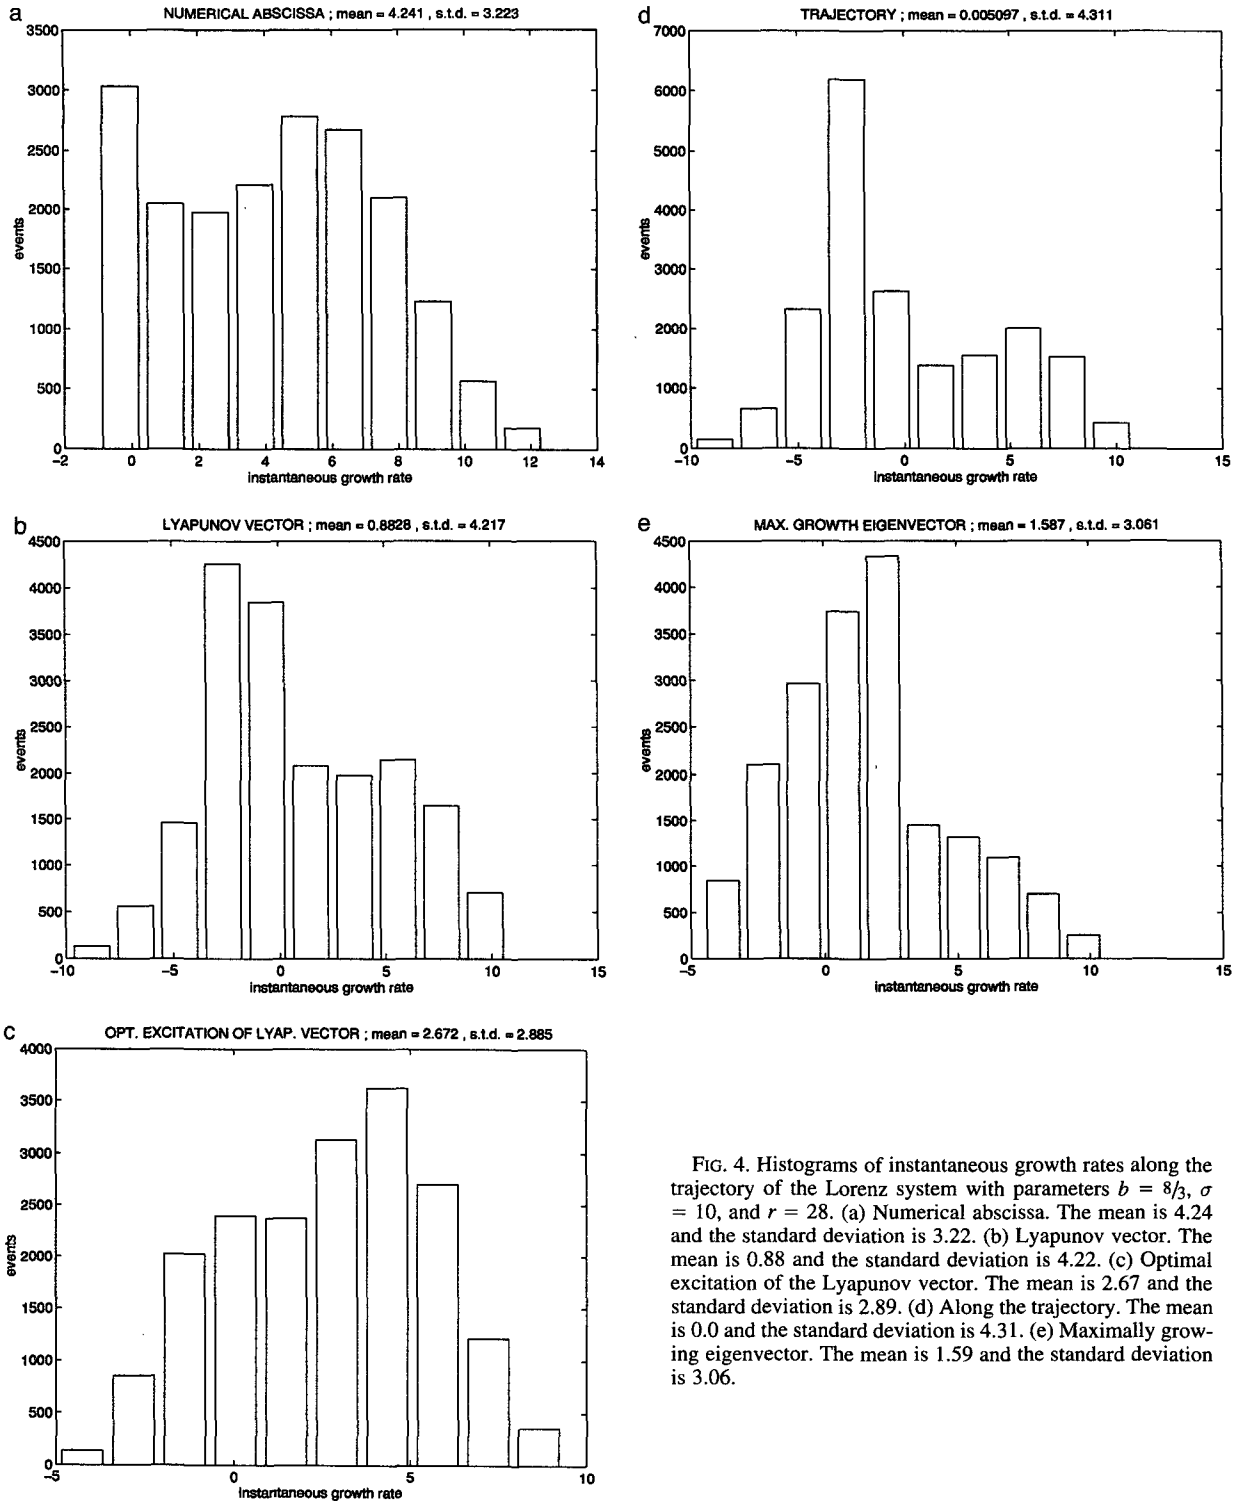 a
NUMERICAL ABSCISSA ; mean = 4.241 , s.t.d. = 3.223
3500
3000
2500
2000
1500
1000
500
0
events
−2 0 2 4 6 8 10 12 14
instantaneous growth rate
b
LYAPUNOV VECTOR ; mean = 0.8828 , s.t.d. = 4.217
4500
4000
3500
3000
2500
2000
1500
1000
500
0
events
−10 −5 0 5 10 15
instantaneous growth rate
c
OPT. EXCITATION OF LYAP. VECTOR ; mean = 2.672 , s.t.d. = 2.885
4000
3500
3000
2500
2000
1500
1000
500
0
events
−5 0 5 10
instantaneous growth rate
d
TRAJECTORY ; mean = 0.005097 , s.t.d. = 4.311
7000
6000
5000
4000
3000
2000
1000
0
events
−10 −5 0 5 10 15
instantaneous growth rate
e
MAX. GROWTH EIGENVECTOR ; mean = 1.587 , s.t.d. = 3.061
4500
4000
3500
3000
2500
2000
1500
1000
500
0
events
−5 0 5 10 15
instantaneous growth rate
FIG. 4. Histograms of instantaneous growth rates along the
trajectory of the Lorenz system with parameters b = 8/3, σ
= 10, and r = 28. (a) Numerical abscissa. The mean is 4.24
and the standard deviation is 3.22. (b) Lyapunov vector. The
mean is 0.88 and the standard deviation is 4.22. (c) Optimal
excitation of the Lyapunov vector. The mean is 2.67 and the
standard deviation is 2.89. (d) Along the trajectory. The mean
is 0.0 and the standard deviation is 4.31. (e) Maximally grow-
ing eigenvector. The mean is 1.59 and the standard deviation
is 3.06.